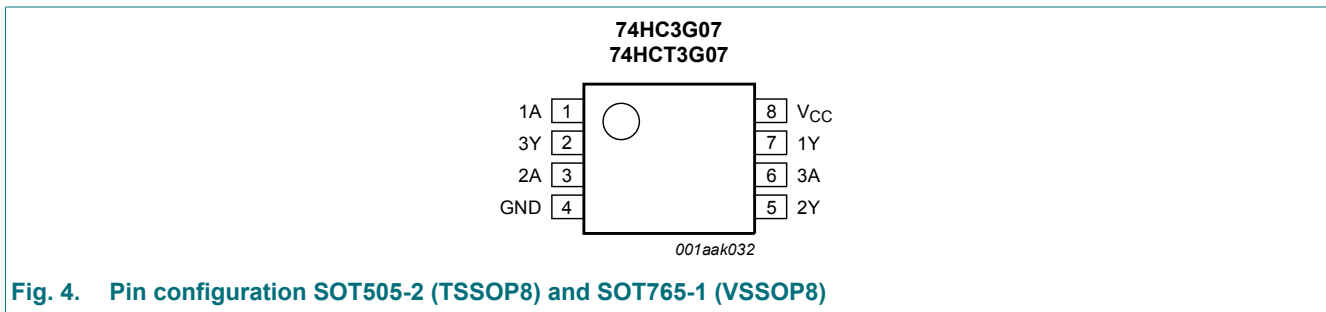 74HC3G07
74HCT3G07
1A 1 8 VCC
3Y 2 7 1Y
2A 3 6 3A
GND 4 5 2Y
001aak032
Fig. 4. Pin configuration SOT505-2 (TSSOP8) and SOT765-1 (VSSOP8)